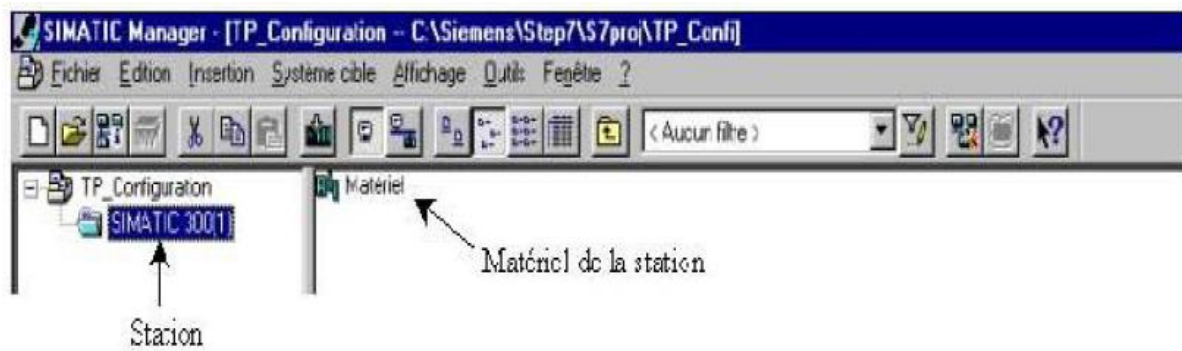 SIMATIC Manager - [TP_Configuration -- C:\Siemens\Step7\S7proj\TP_Confi]
Fichier Edition Insertion Système cible Affichage Outils Fenêtre ?
< Aucun filtre >
TP_Configuration
Matériel
SIMATIC 300(1)
Matériel de la station
Station